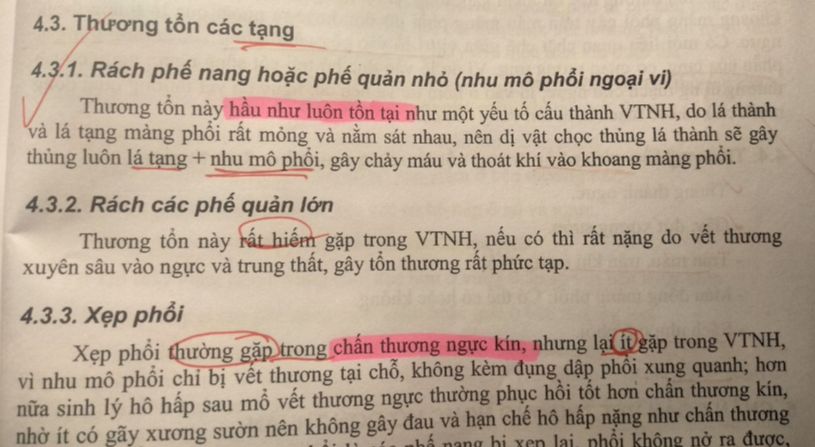 4.3. Thương tổn các tạng
4.3.1. Rách phế nang hoặc phế quản nhỏ (nhu mô phổi ngoại vi)
Thương tổn này hầu như luôn tồn tại như một yếu tố cấu thành VTNH, do lá thành
và lá tạng màng phổi rất mỏng và nằm sát nhau, nên dị vật chọc thủng lá thành sẽ gây
thủng luôn lá tạng + nhu mô phổi, gây chảy máu và thoát khí vào khoang màng phổi.
4.3.2. Rách các phế quản lớn
Thương tổn này rất hiếm gặp trong VTNH, nếu có thì rất nặng do vết thương
xuyên sâu vào ngực và trung thất, gây tổn thương rất phức tạp.
4.3.3. Xẹp phổi
Xẹp phổi thường gặp trong chấn thương ngực kín, nhưng lại ít gặp trong VTNH,
vì nhu mô phổi chỉ bị vết thương tại chỗ, không kèm đụng dập phổi xung quanh; hơn
nữa sinh lý hô hấp sau mổ vết thương ngực thường phục hồi tốt hơn chấn thương kín,
nhờ ít có gãy xương sườn nên không gây đau và hạn chế hô hấp nặng như chấn thương
phế nang bị xẹp lại, phổi không nở ra được,